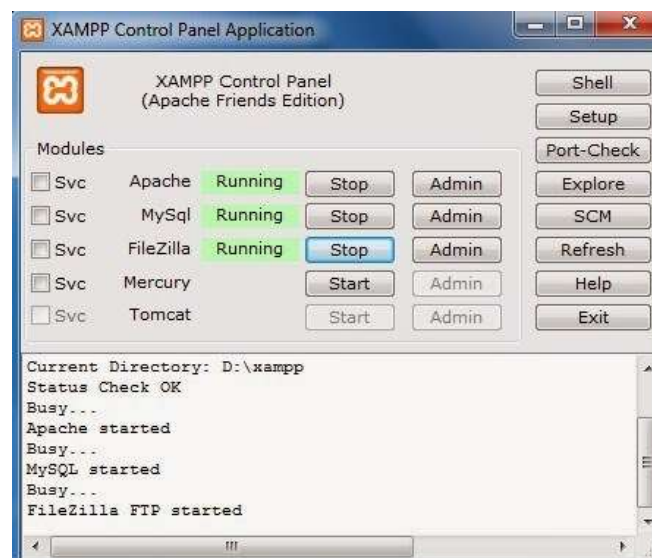 XAMPP Control Panel Application
XAMPP Control Panel
(Apache Friends Edition)
Shell
Setup
Port-Check
Explore
SCM
Refresh
Help
Exit
Modules
Svc Apache Running Stop Admin
Svc MySql Running Stop Admin
Svc FileZilla Running Stop Admin
Svc Mercury Start Admin
Svc Tomcat Start Admin
Current Directory: D:\xampp
Status Check OK
Busy...
Apache started
Busy...
MySQL started
Busy...
FileZilla FTP started